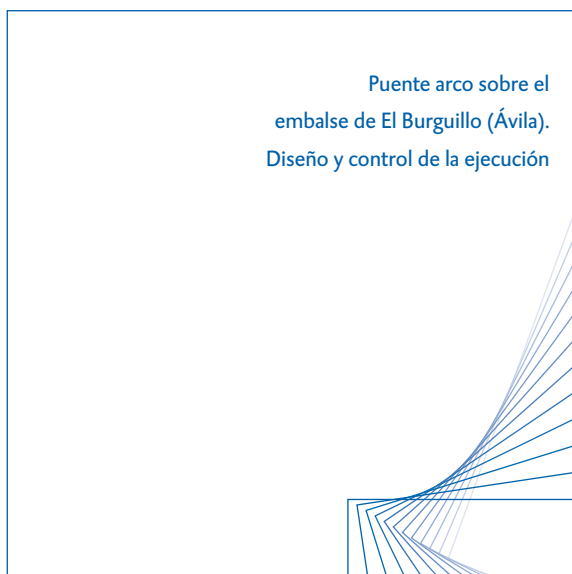 Puente arco sobre el
embalse de El Burguillo (Ávila).
Diseño y control de la ejecución